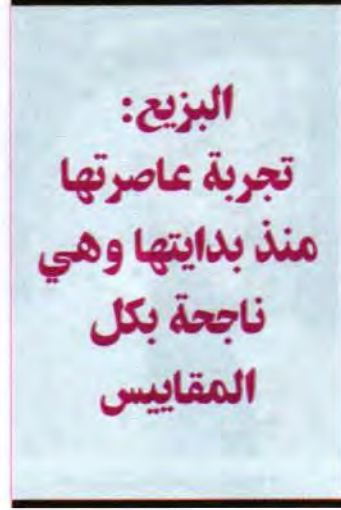 البزيع:
تجربة عاصرتها
منذ بدايتها وهي
ناجحة بكل
المقاييس